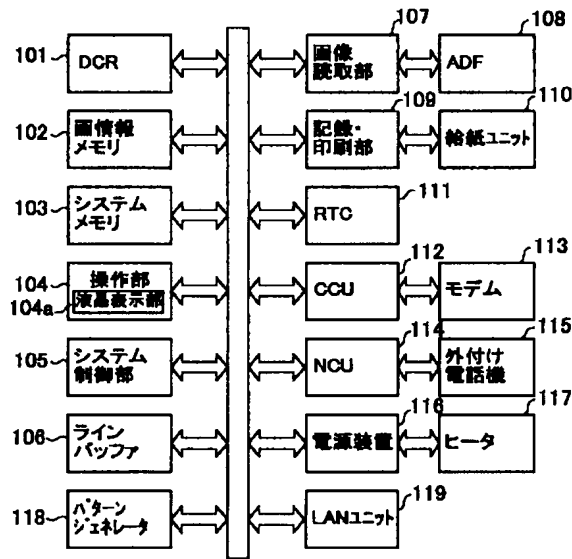 101
DCR
102
画情報
メモリ
103
システム
メモリ
104
操作部
104a
液晶表示部
105
システム
制御部
106
ライン
バッファ
118
パターン
ジェネレータ
107
画像
読取部
108
ADF
109
記録・
印刷部
110
給紙ユニット
111
RTC
112
CCU
113
モデム
114
NCU
115
外付け
電話機
116
電源装置
117
ヒータ
119
LANユニット